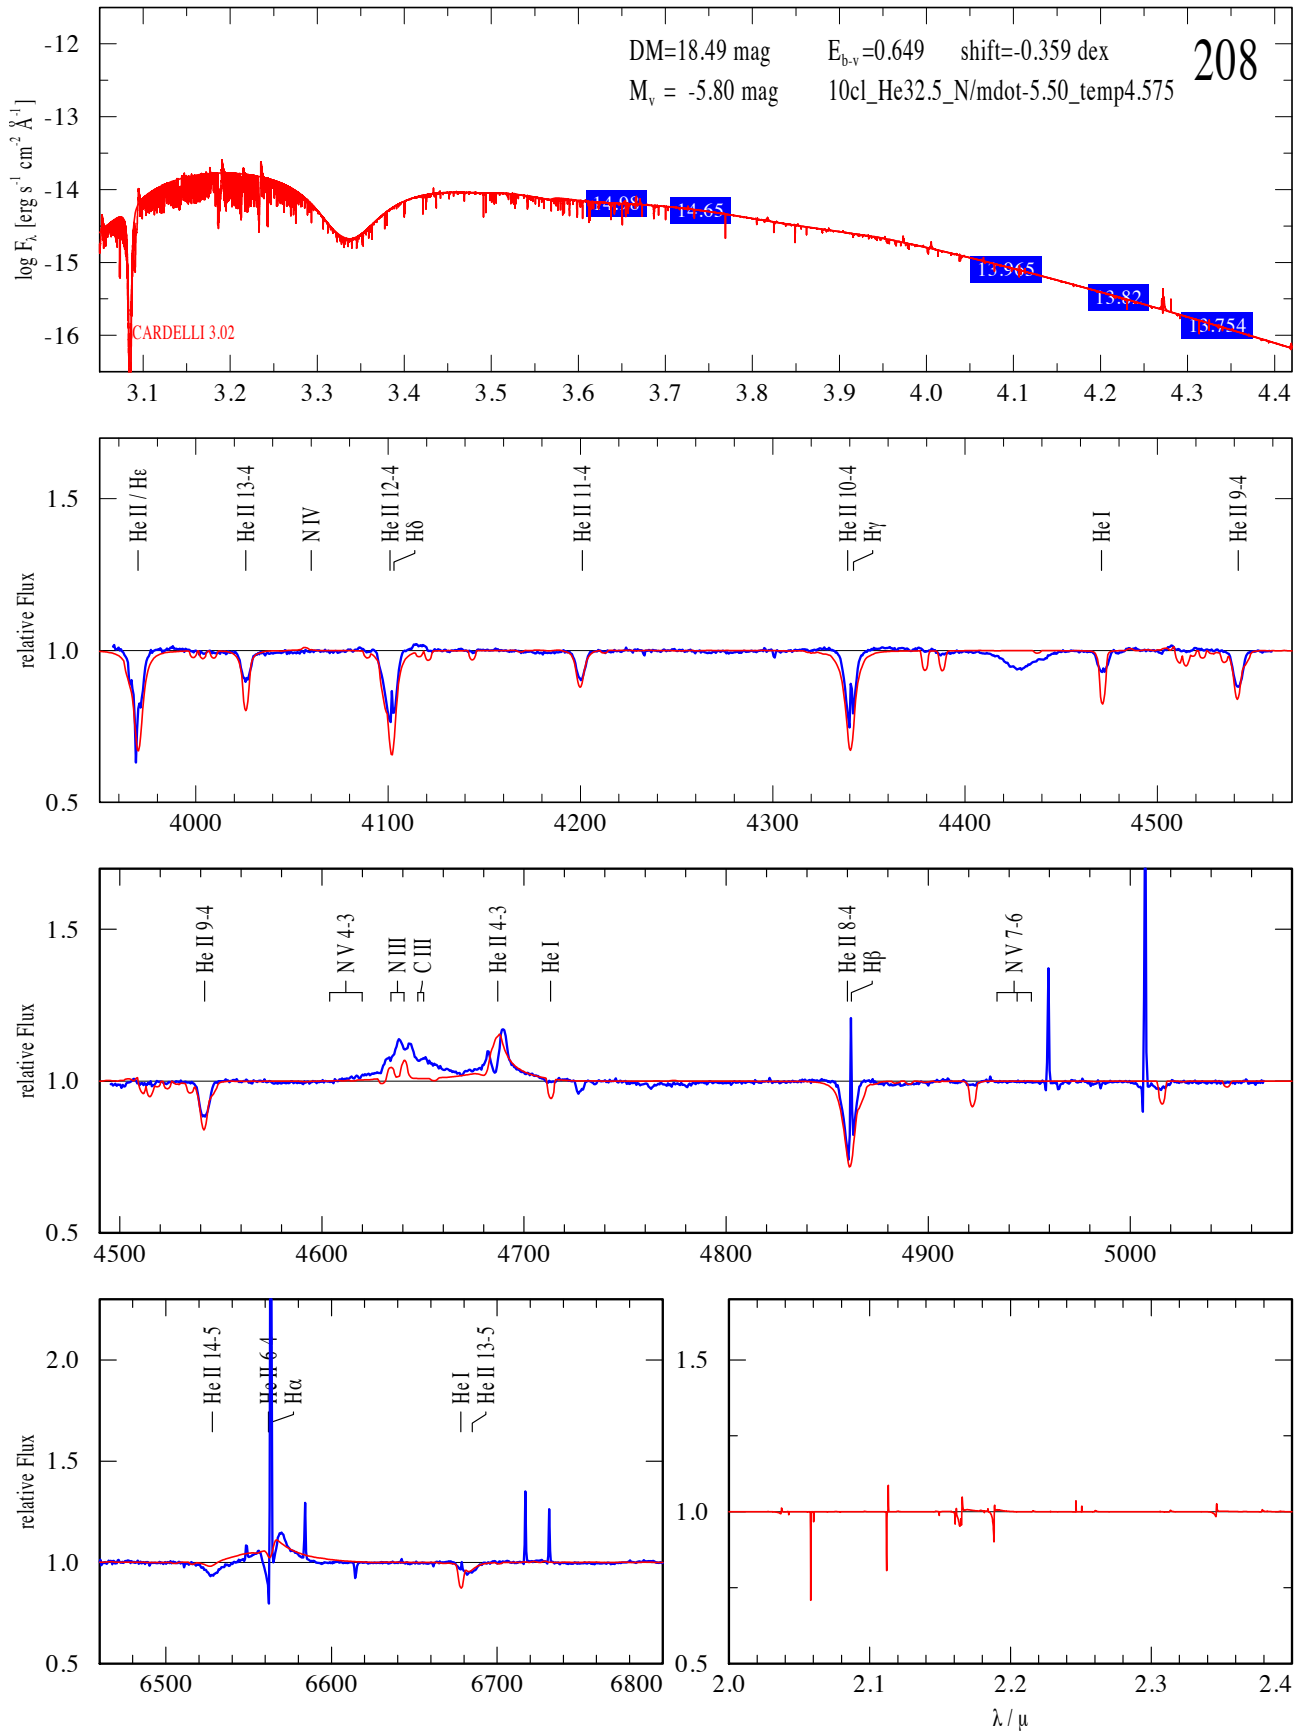 DM=18.49 mag E_b-v=0.649 shift=-0.359 dex 208
M_v = -5.80 mag 10cl_He32.5_N/mdot-5.50_temp4.575
log F_λ [erg s⁻¹ cm⁻² Å⁻¹]
-12
-13
-14
-15
-16
14.98
14.65
13.965
13.82
13.754
CARDELLI 3.02
3.1 3.2 3.3 3.4 3.5 3.6 3.7 3.8 3.9 4.0 4.1 4.2 4.3 4.4
relative Flux
1.5
1.0
0.5
He II / Hε
He II 13-4
N IV
He II 12-4
Hδ
He II 11-4
He II 10-4
Hγ
He I
He II 9-4
4000 4100 4200 4300 4400 4500
relative Flux
1.5
1.0
0.5
He II 9-4
N V 4-3
N III
C III
He II 4-3
He I
He II 8-4
Hβ
N V 7-6
4500 4600 4700 4800 4900 5000
relative Flux
2.0
1.5
1.0
0.5
He II 14-5
He II 6-4
Hα
He I
He II 13-5
6500 6600 6700 6800
1.5
1.0
0.5
2.0 2.1 2.2 2.3 2.4
λ / μ